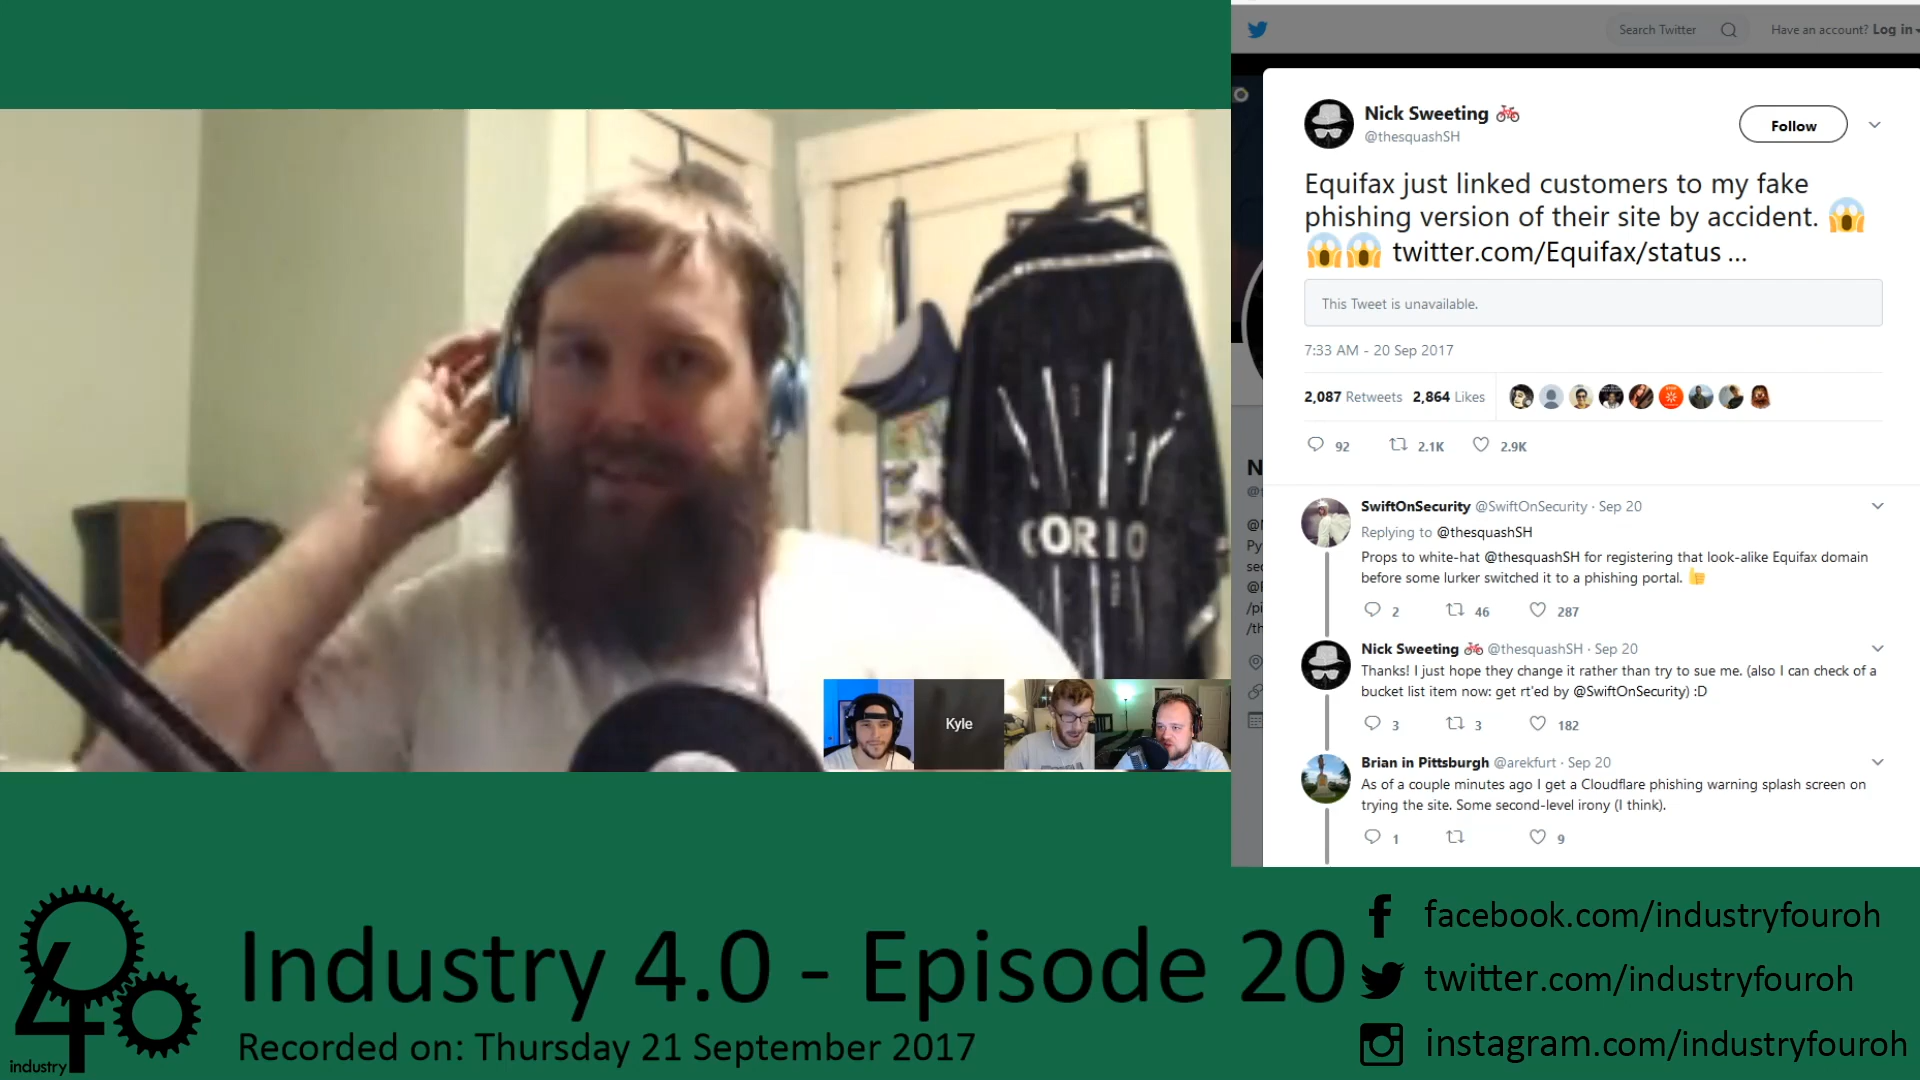 Search Twitter
Have an account? Log in
Nick Sweeting
@thesquashSH
Follow
Equifax just linked customers to my fake
phishing version of their site by accident.
twitter.com/Equifax/status ...
This Tweet is unavailable.
7:33 AM - 20 Sep 2017
2,087 Retweets 2,864 Likes
92 2.1K 2.9K
SwiftOnSecurity @SwiftOnSecurity · Sep 20
Replying to @thesquashSH
Props to white-hat @thesquashSH for registering that look-alike Equifax domain
before some lurker switched it to a phishing portal.
2 46 287
Nick Sweeting @thesquashSH · Sep 20
Thanks! I just hope they change it rather than try to sue me. (also I can check of a
bucket list item now: get rt'ed by @SwiftOnSecurity) :D
3 3 182
Brian in Pittsburgh @arekfurt · Sep 20
As of a couple minutes ago I get a Cloudflare phishing warning splash screen on
trying the site. Some second-level irony (I think).
1 9
CORIO
Kyle
40
industry
Industry 4.0 - Episode 20
Recorded on: Thursday 21 September 2017
facebook.com/industryfouroh
twitter.com/industryfouroh
instagram.com/industryfouroh